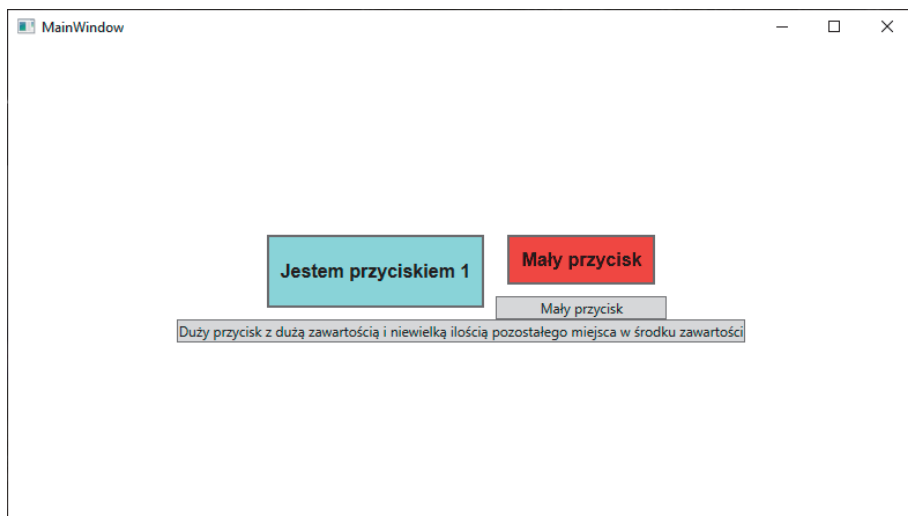 MainWindow
Jestem przyciskiem 1
Mały przycisk
Mały przycisk
Duży przycisk z dużą zawartością i niewielką ilością pozostałego miejsca w środku zawartości